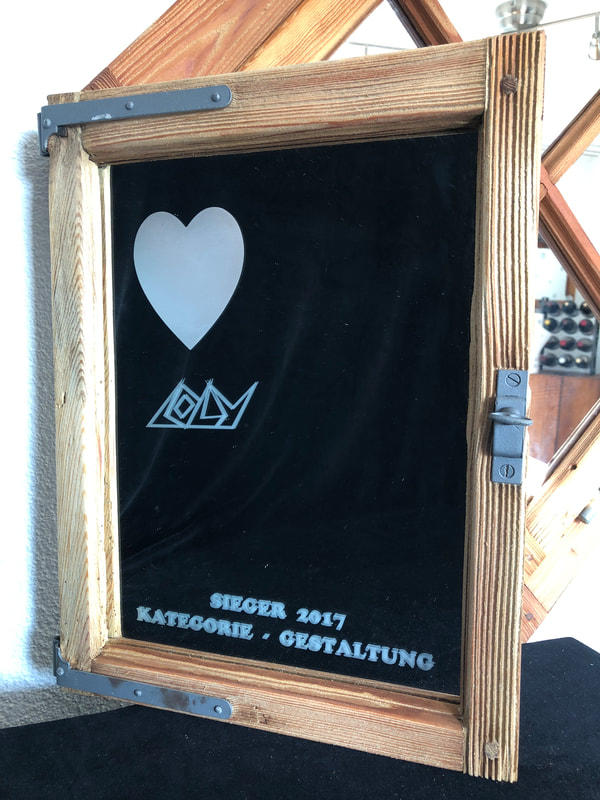 SIEGER 2017
KATEGORIE - GESTALTUNG